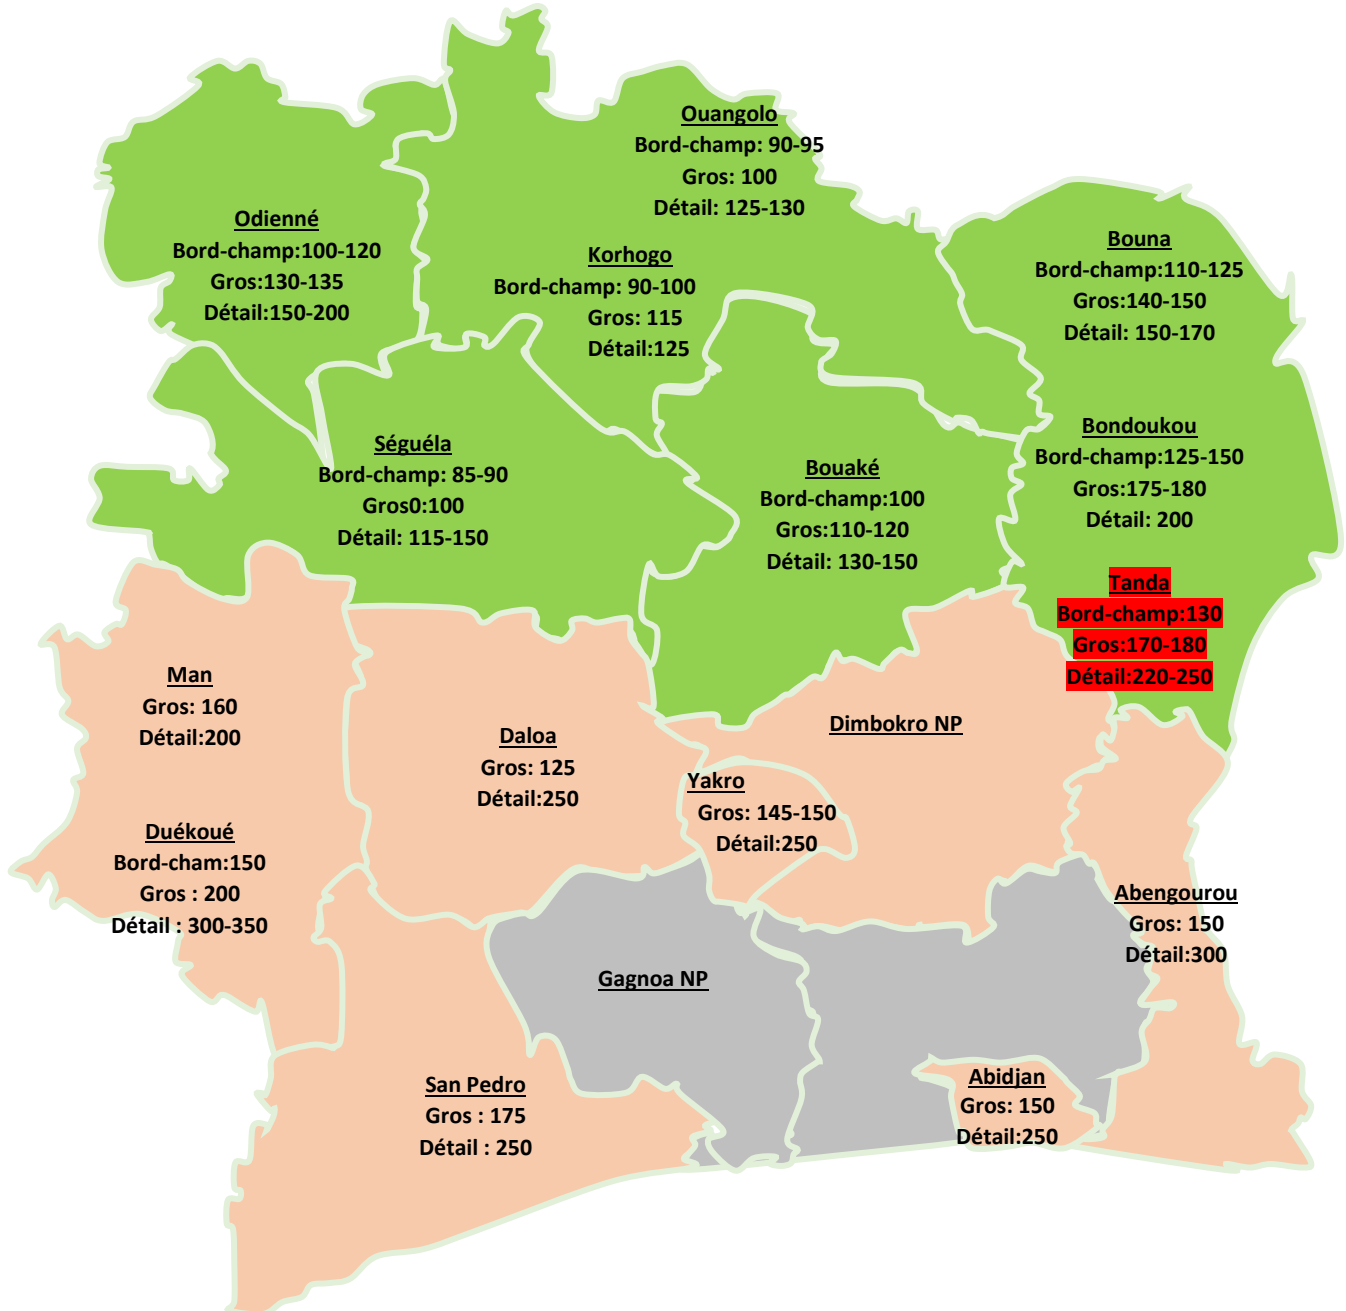 Ouangolo
Bord-champ: 90-95
Gros: 100
Détail: 125-130
Odienné
Bord-champ:100-120
Gros:130-135
Détail:150-200
Korhogo
Bord-champ: 90-100
Gros: 115
Détail:125
Bouna
Bord-champ:110-125
Gros:140-150
Détail: 150-170
Séguéla
Bord-champ: 85-90
Gros0:100
Détail: 115-150
Bouaké
Bord-champ:100
Gros:110-120
Détail: 130-150
Bondoukou
Bord-champ:125-150
Gros:175-180
Détail: 200
Tanda
Bord-champ:130
Gros:170-180
Détail:220-250
Man
Gros: 160
Détail:200
Daloa
Gros: 125
Détail:250
Dimbokro NP
Yakro
Gros: 145-150
Détail:250
Duékoué
Bord-cham:150
Gros : 200
Détail : 300-350
Abengourou
Gros: 150
Détail:300
Gagnoa NP
San Pedro
Gros : 175
Détail : 250
Abidjan
Gros: 150
Détail:250